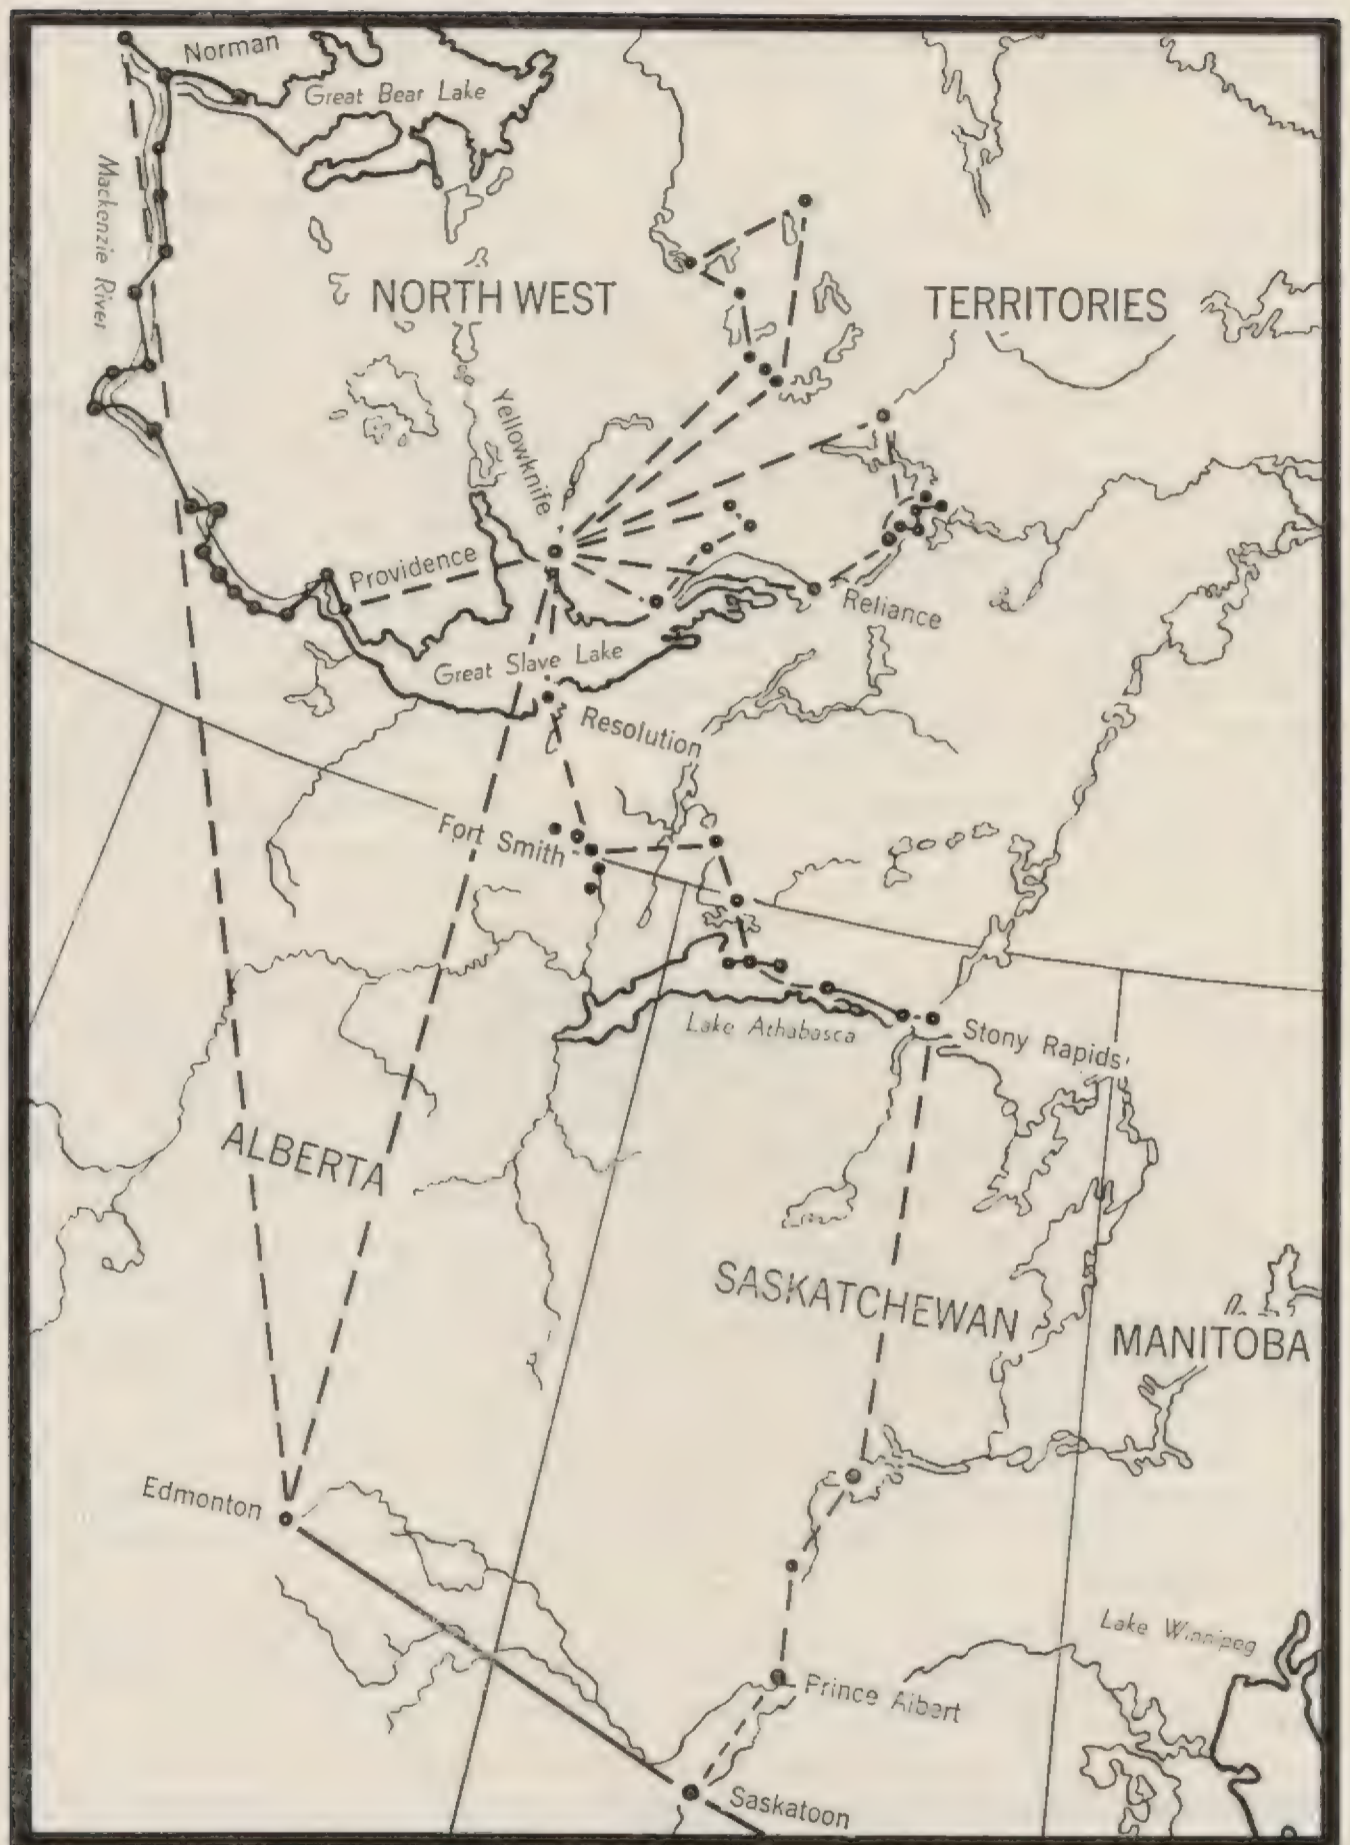 Norman
Great Bear Lake
Mackenzie River
NORTH WEST
TERRITORIES
Yellowknife
Providence
Reliance
Great Slave Lake
Resolution
Fort Smith
Lake Athabasca
Stony Rapids
ALBERTA
SASKATCHEWAN
MANITOBA
Edmonton
Lake Winnipeg
Prince Albert
Saskatoon